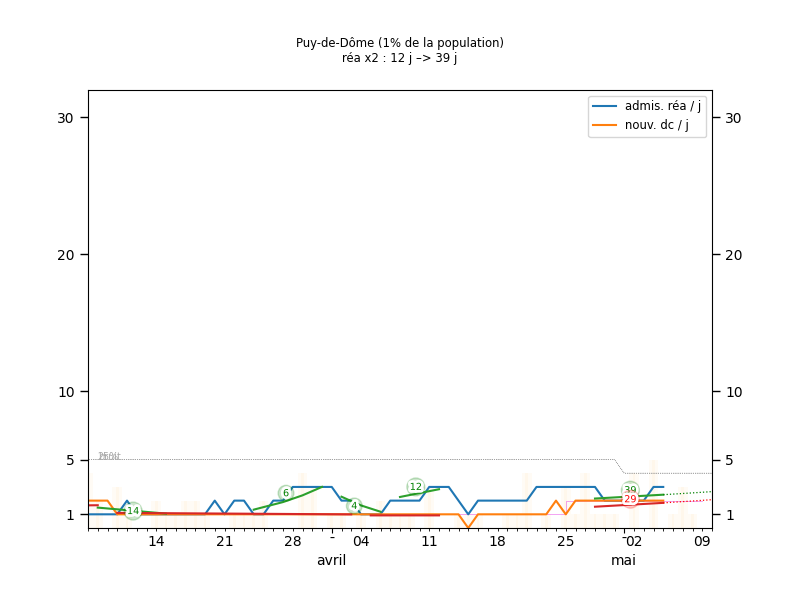 Puy-de-Dôme (1% de la population)
réa x2 : 12 j –> 39 j
admis. réa / j
nouv. dc / j
30 30
20 20
10 10
5 5
1 1
14
6
4
12
39
29
14 21 28 - 04 11 18 25 -02 09
avril mai